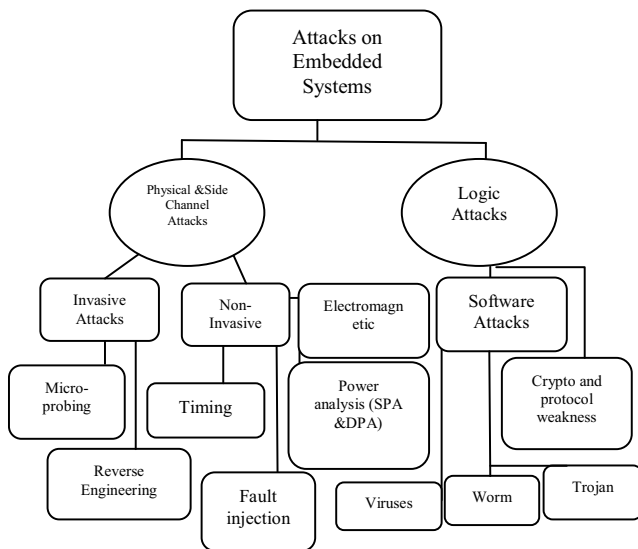 Attacks on
Embedded
Systems
Physical &Side
Channel
Attacks
Logic
Attacks
Invasive
Attacks
Non-
Invasive
Electromagn
etic
Software
Attacks
Micro-
probing
Timing
Power
analysis (SPA
&DPA)
Crypto and
protocol
weakness
Reverse
Engineering
Fault
injection
Viruses
Worm
Trojan